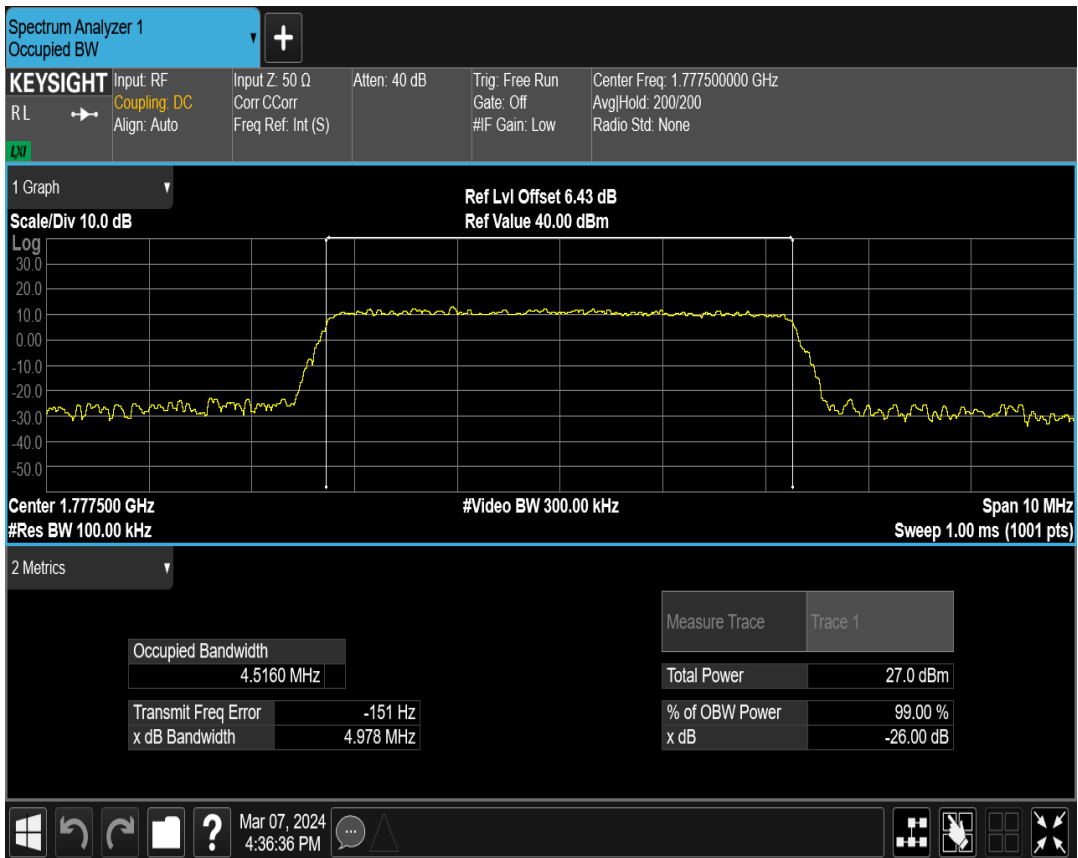 Spectrum Analyzer 1
Occupied BW
+
KEYSIGHT
RL
LXI
Input: RF
Coupling: DC
Align: Auto
Input Z: 50 Ω
Corr CCorr
Freq Ref: Int (S)
Atten: 40 dB
Trig: Free Run
Gate: Off
#IF Gain: Low
Center Freq: 1.777500000 GHz
Avg|Hold: 200/200
Radio Std: None
1 Graph
Scale/Div 10.0 dB
Ref Lvl Offset 6.43 dB
Ref Value 40.00 dBm
Log
30.0
20.0
10.0
0.00
-10.0
-20.0
-30.0
-40.0
-50.0
Center 1.777500 GHz
#Video BW 300.00 kHz
Span 10 MHz
#Res BW 100.00 kHz
Sweep 1.00 ms (1001 pts)
2 Metrics
Occupied Bandwidth
4.5160 MHz
Transmit Freq Error -151 Hz
x dB Bandwidth 4.978 MHz
Measure Trace Trace 1
Total Power 27.0 dBm
% of OBW Power 99.00 %
x dB -26.00 dB
?
Mar 07, 2024
4:36:36 PM